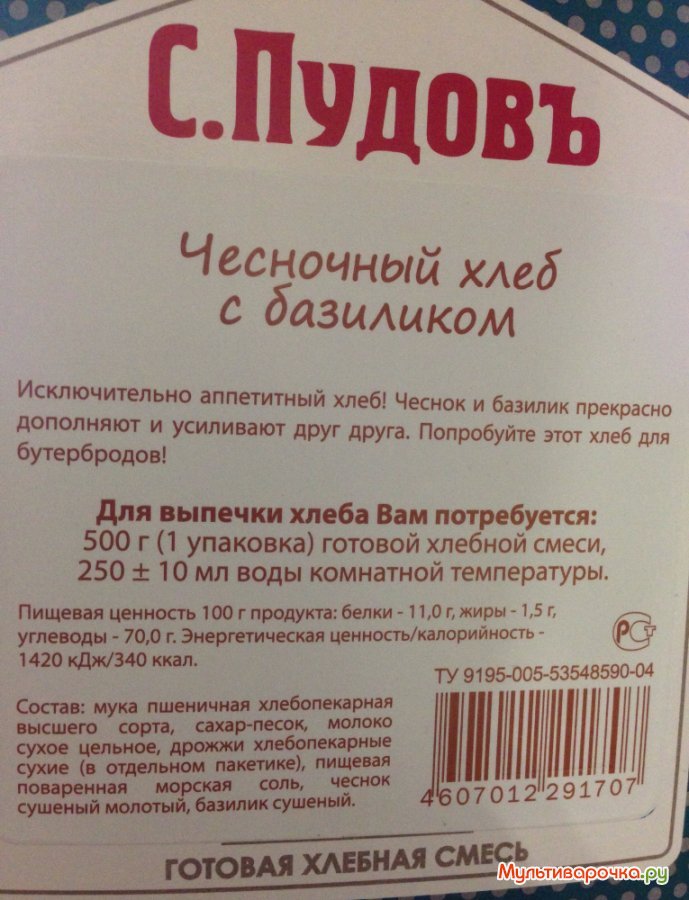 С.Пудовъ
Чесночный хлеб
с базиликом
Исключительно аппетитный хлеб! Чеснок и базилик прекрасно
дополняют и усиливают друг друга. Попробуйте этот хлеб для
бутербродов!
Для выпечки хлеба Вам потребуется:
500 г (1 упаковка) готовой хлебной смеси,
250 ± 10 мл воды комнатной температуры.
Пищевая ценность 100 г продукта: белки - 11,0 г, жиры - 1,5 г,
углеводы - 70,0 г. Энергетическая ценность/калорийность -
1420 кДж/340 ккал.
РСТ
ТУ 9195-005-53548590-04
Состав: мука пшеничная хлебопекарная
высшего сорта, сахар-песок, молоко
сухое цельное, дрожжи хлебопекарные
сухие (в отдельном пакетике), пищевая
поваренная морская соль, чеснок
сушеный молотый, базилик сушеный.
4607012291707
ГОТОВАЯ ХЛЕБНАЯ СМЕСЬ
Мультиварочка.ру